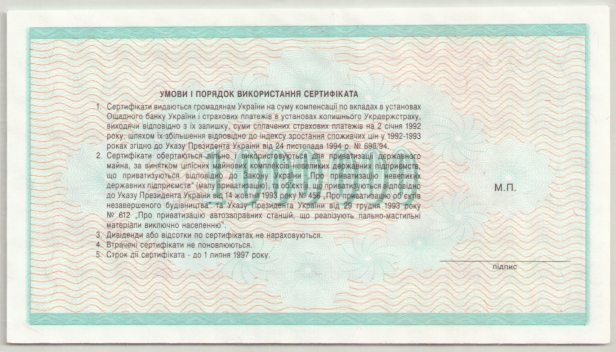 УМОВИ І ПОРЯДОК ВИКОРИСТАННЯ СЕРТИФІКАТА
1. Сертифікати видаються громадянам України на суму компенсації по вкладах в установах
Ощадного банку України і страхових платежів в установах колишнього Укрдержстраху,
виходячи відповідно з їх залишку, суми сплачених страхових платежів на 2 січня 1992
року, шляхом їх збільшення відповідно до індексу зростання споживчих цін у 1992-1993
роках згідно до Указу Президента України від 24 листопада 1994 р. № 698/94.
2. Сертифікати обертаються вільно і використовуються для приватизації державного
майна, за винятком цілісних майнових комплексів невеликих державних підприємств,
що приватизуються відповідно до Закону України „Про приватизацію невеликих
державних підприємств" (малу приватизацію), та об'єктів, що приватизуються відповідно
до Указу Президента України від 14 жовтня 1993 року № 456 „Про приватизацію об'єктів
незавершеного будівництва" та Указу Президента України від 29 грудня 1993 року
№ 612 „Про приватизацію автозаправних станцій, що реалізують пально-мастильні
матеріали виключно населенню".
3. Дивіденди або відсотки по сертифікатах не нараховуються.
4. Втрачені сертифікати не поновлюються.
5. Строк дії сертифіката - до 1 липня 1997 року.
М.П.
підпис